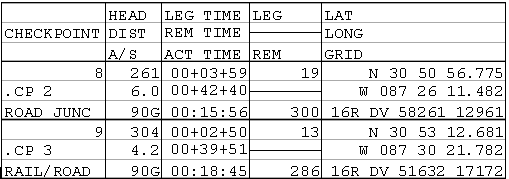 HEAD LEG TIME LEG LAT
CHECKPOINT DIST REM TIME LONG
A/S ACT TIME REM GRID
8 261 00+03+59 19 N 30 50 56.775
.CP 2 6.0 00+42+40 W 087 26 11.482
ROAD JUNC 90G 00:15:56 300 16R DV 58261 12961
9 304 00+02+50 13 N 30 53 12.681
.CP 3 4.2 00+39+51 W 087 30 21.782
RAIL/ROAD 90G 00:18:45 286 16R DV 51632 17172